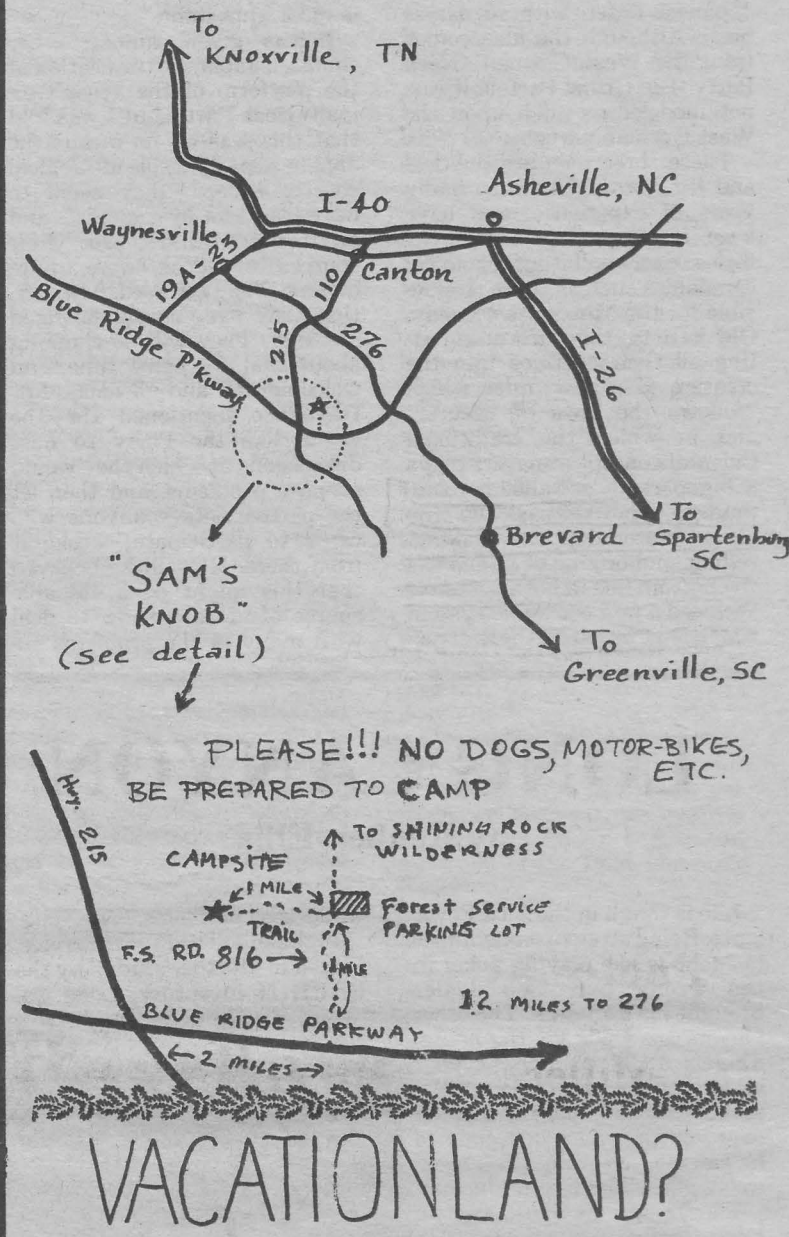 To
KNOXVILLE, TN
I-40
Asheville, NC
Waynesville
19A-23
Canton
110
Blue Ridge P'kway
215
276
I-26
Brevard
To
Spartenburg
SC
"SAM'S
KNOB"
(see detail)
To
Greenville, SC
PLEASE!!! NO DOGS, MOTOR-BIKES,
ETC.
BE PREPARED TO CAMP
HWY. 215
TO SHINING ROCK
WILDERNESS
CAMPSITE
1 MILE
Forest Service
PARKING LOT
TRAIL
F.S. RD. 816
1 MILE
12 MILES TO 276
BLUE RIDGE PARKWAY
2 MILES
VACATIONLAND?